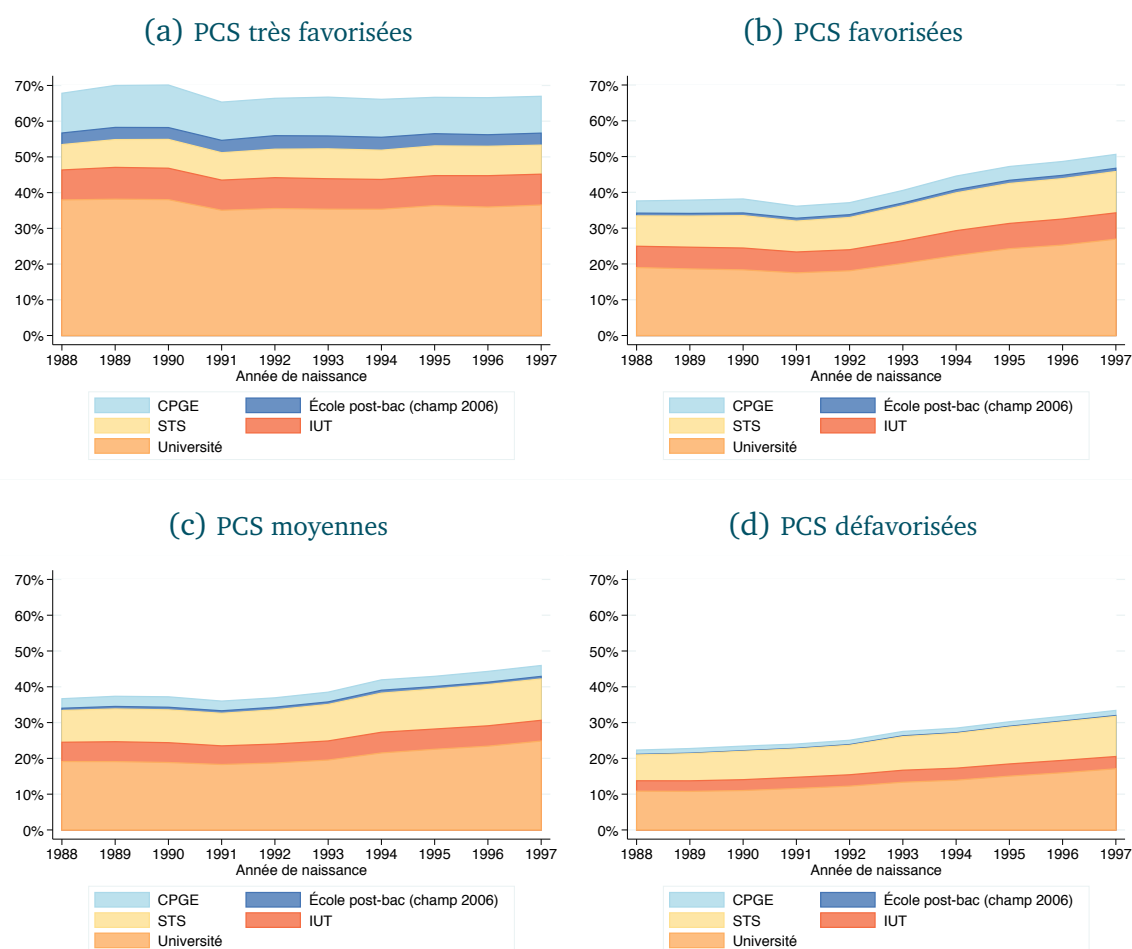 (a) PCS très favorisées
70%
60%
50%
40%
30%
20%
10%
0%
1988 1989 1990 1991 1992 1993 1994 1995 1996 1997
Année de naissance
CPGE École post-bac (champ 2006)
STS IUT
Université
(b) PCS favorisées
70%
60%
50%
40%
30%
20%
10%
0%
1988 1989 1990 1991 1992 1993 1994 1995 1996 1997
Année de naissance
CPGE École post-bac (champ 2006)
STS IUT
Université
(c) PCS moyennes
70%
60%
50%
40%
30%
20%
10%
0%
1988 1989 1990 1991 1992 1993 1994 1995 1996 1997
Année de naissance
CPGE École post-bac (champ 2006)
STS IUT
Université
(d) PCS défavorisées
70%
60%
50%
40%
30%
20%
10%
0%
1988 1989 1990 1991 1992 1993 1994 1995 1996 1997
Année de naissance
CPGE École post-bac (champ 2006)
STS IUT
Université